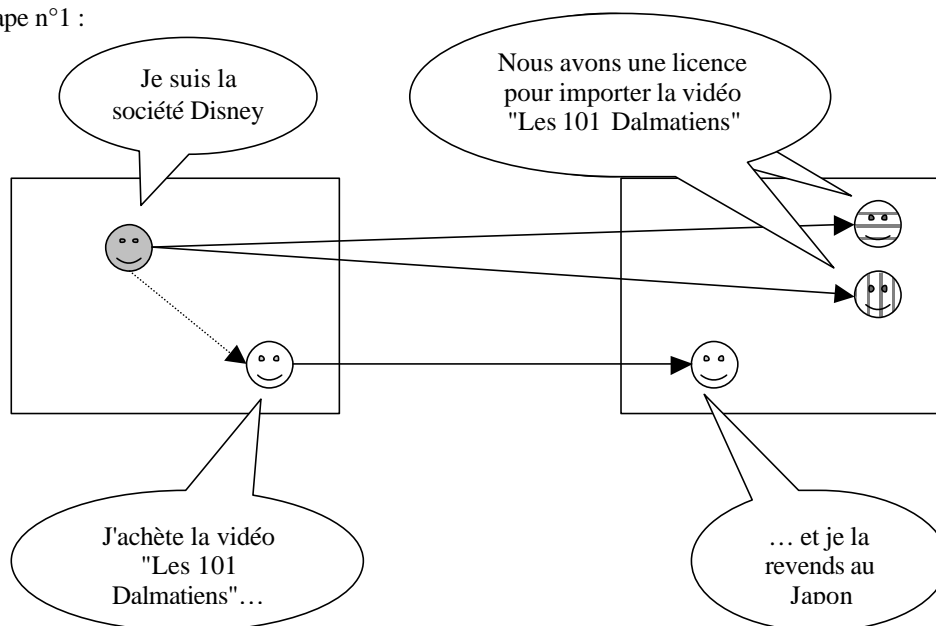 ape n°1 :
Je suis la
société Disney
Nous avons une licence
pour importer la vidéo
"Les 101 Dalmatiens"
J'achète la vidéo
"Les 101
Dalmatiens"…
… et je la
revends au
Japon